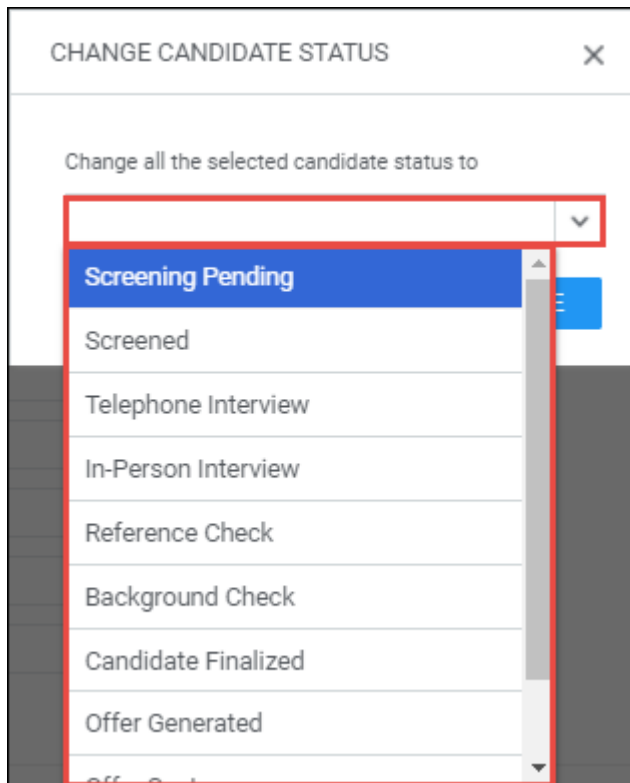 CHANGE CANDIDATE STATUS
Change all the selected candidate status to
Screening Pending
E
Screened
Telephone Interview
In-Person Interview
Reference Check
Background Check
Candidate Finalized
Offer Generated